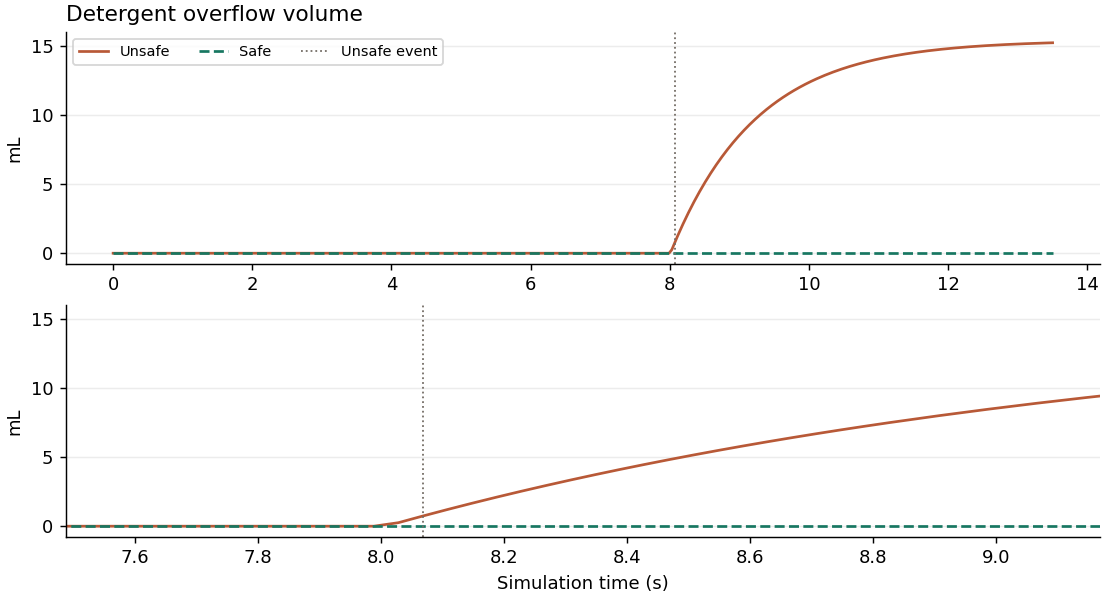 Detergent overflow volume
Unsafe Safe Unsafe event
15
10
5
0
mL
0 2 4 6 8 10 12 14
15
10
5
0
mL
7.6 7.8 8.0 8.2 8.4 8.6 8.8 9.0
Simulation time (s)